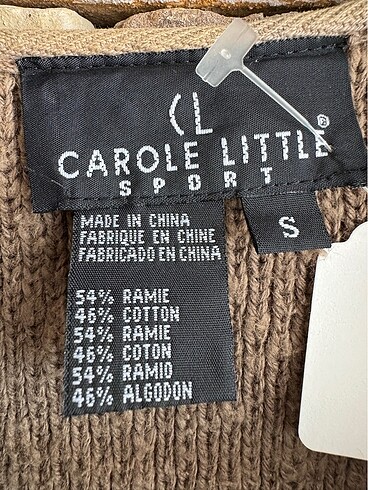 CL
CAROLE LITTLE®
SPORT
S
MADE IN CHINA
FABRIQUE EN CHINE
FABRICADO EN CHINA
54% RAMIE
46% COTTON
54% RAMIE
46% COTON
54% RAMIO
46% ALGODON